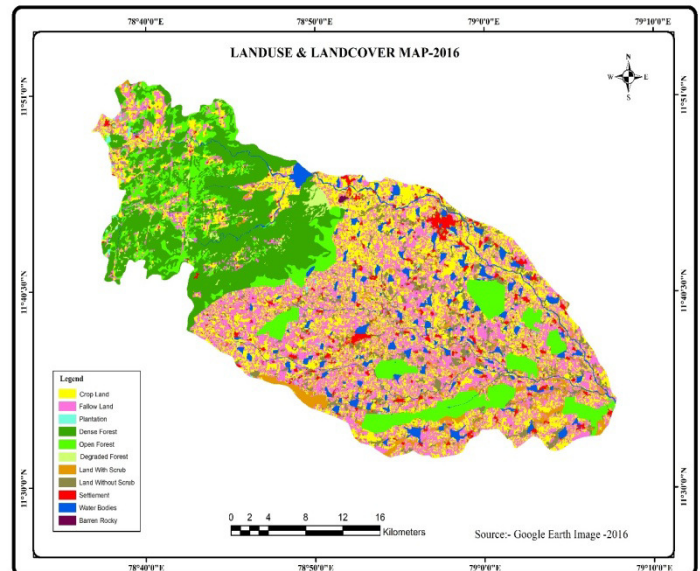 78°40'0"E 78°50'0"E 79°0'0"E 79°10'0"E
LANDUSE & LANDCOVER MAP-2016
N
W E
S
11°51'0"N 11°51'0"N
11°40'30"N 11°40'30"N
11°30'0"N 11°30'0"N
Legend
Crop Land
Fallow Land
Plantation
Dense Forest
Open Forest
Degraded Forest
Land With Scrub
Land Without Scrub
Settlement
Water Bodies
Barren Rocky
0 2 4 8 12 16
Kilometers
Source:- Google Earth Image -2016
78°40'0"E 78°50'0"E 79°0'0"E 79°10'0"E